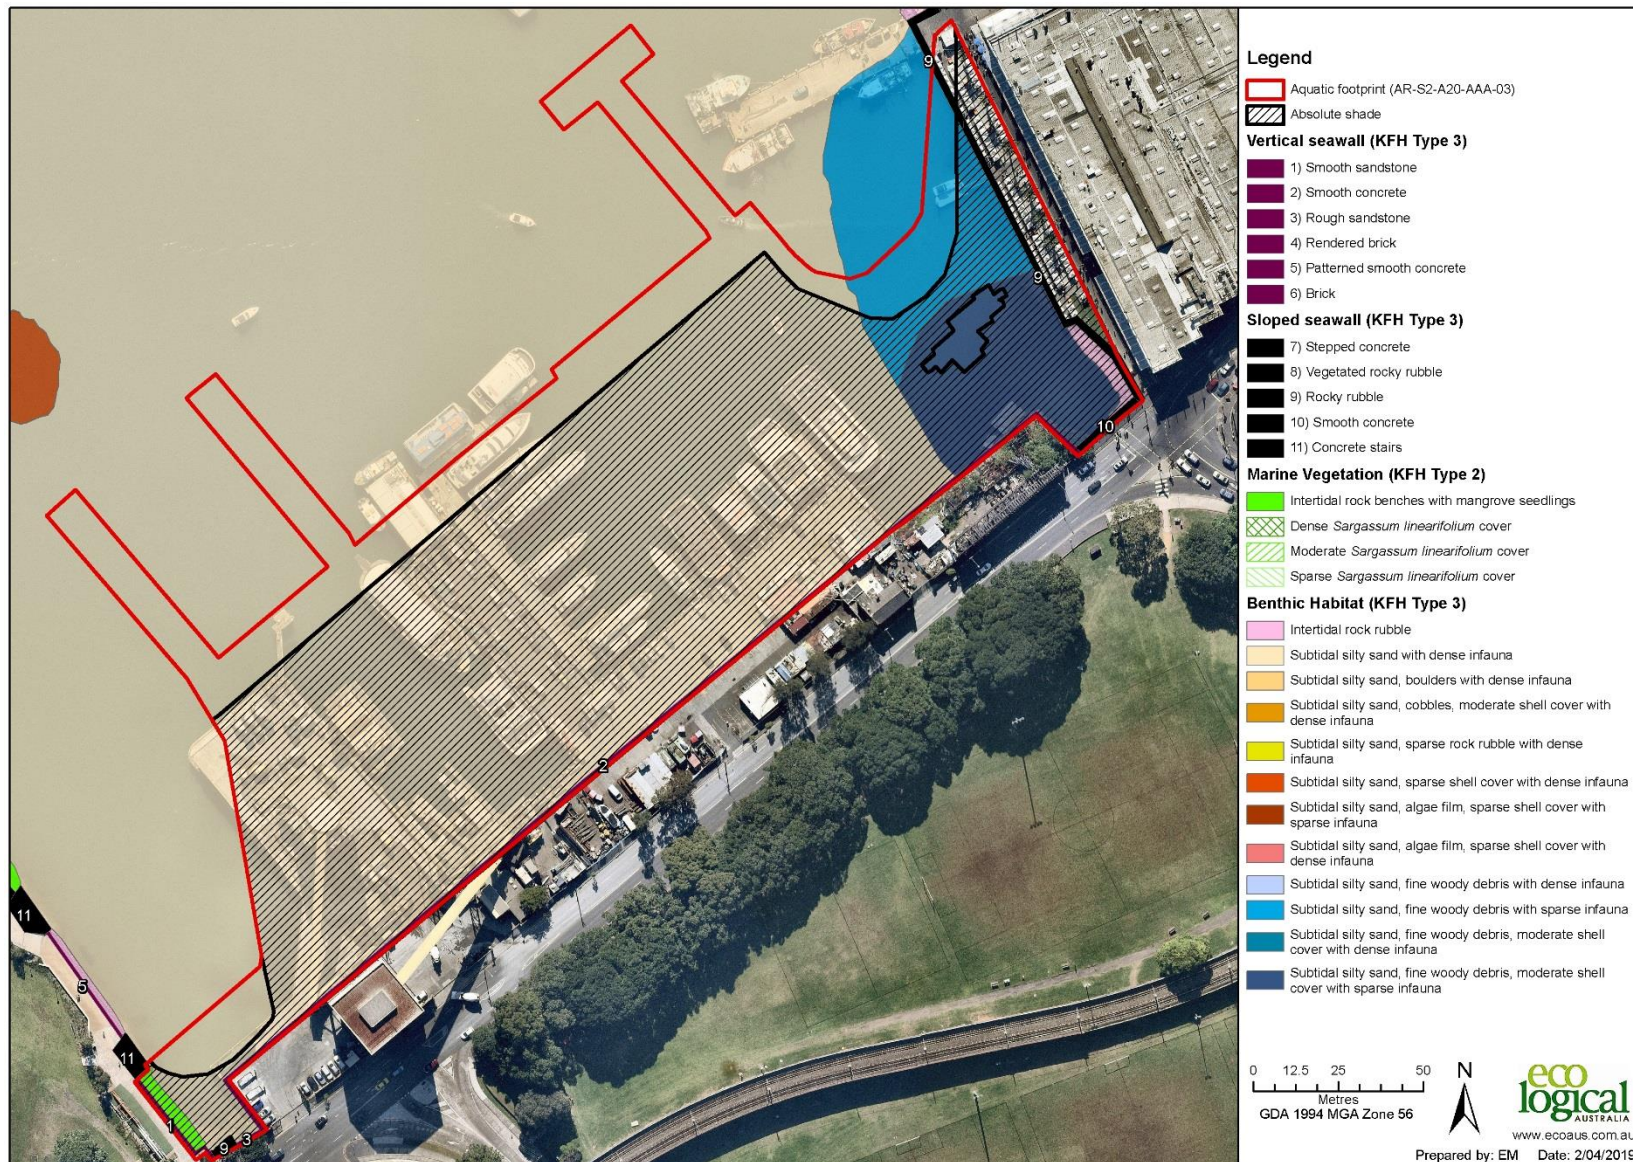 9
9
10
2
11
5
11
1
9
3
Legend
Aquatic footprint (AR-S2-A20-AAA-03)
Absolute shade
Vertical seawall (KFH Type 3)
1) Smooth sandstone
2) Smooth concrete
3) Rough sandstone
4) Rendered brick
5) Patterned smooth concrete
6) Brick
Sloped seawall (KFH Type 3)
7) Stepped concrete
8) Vegetated rocky rubble
9) Rocky rubble
10) Smooth concrete
11) Concrete stairs
Marine Vegetation (KFH Type 2)
Intertidal rock benches with mangrove seedlings
Dense Sargassum linearifolium cover
Moderate Sargassum linearifolium cover
Sparse Sargassum linearifolium cover
Benthic Habitat (KFH Type 3)
Intertidal rock rubble
Subtidal silty sand with dense infauna
Subtidal silty sand, boulders with dense infauna
Subtidal silty sand, cobbles, moderate shell cover with
dense infauna
Subtidal silty sand, sparse rock rubble with dense
infauna
Subtidal silty sand, sparse shell cover with dense infauna
Subtidal silty sand, algae film, sparse shell cover with
sparse infauna
Subtidal silty sand, algae film, sparse shell cover with
dense infauna
Subtidal silty sand, fine woody debris with dense infauna
Subtidal silty sand, fine woody debris with sparse infauna
Subtidal silty sand, fine woody debris, moderate shell
cover with dense infauna
Subtidal silty sand, fine woody debris, moderate shell
cover with sparse infauna
0 12.5 25 50
Metres
GDA 1994 MGA Zone 56
N
eco
logical
AUSTRALIA
www.ecoaus.com.au
Prepared by: EM Date: 2/04/2019